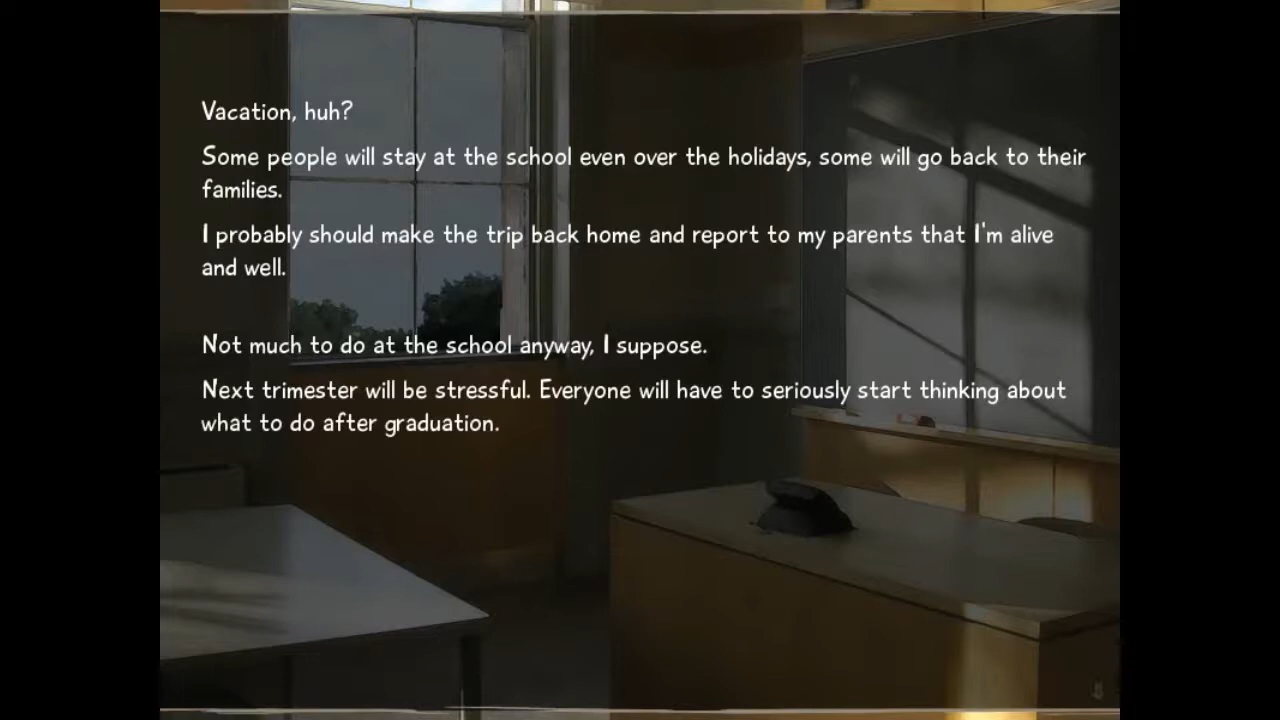 Vacation, huh?
Some people will stay at the school even over the holidays, some will go back to their
families.
I probably should make the trip back home and report to my parents that I'm alive
and well.
Not much to do at the school anyway, I suppose.
Next trimester will be stressful. Everyone will have to seriously start thinking about
what to do after graduation.